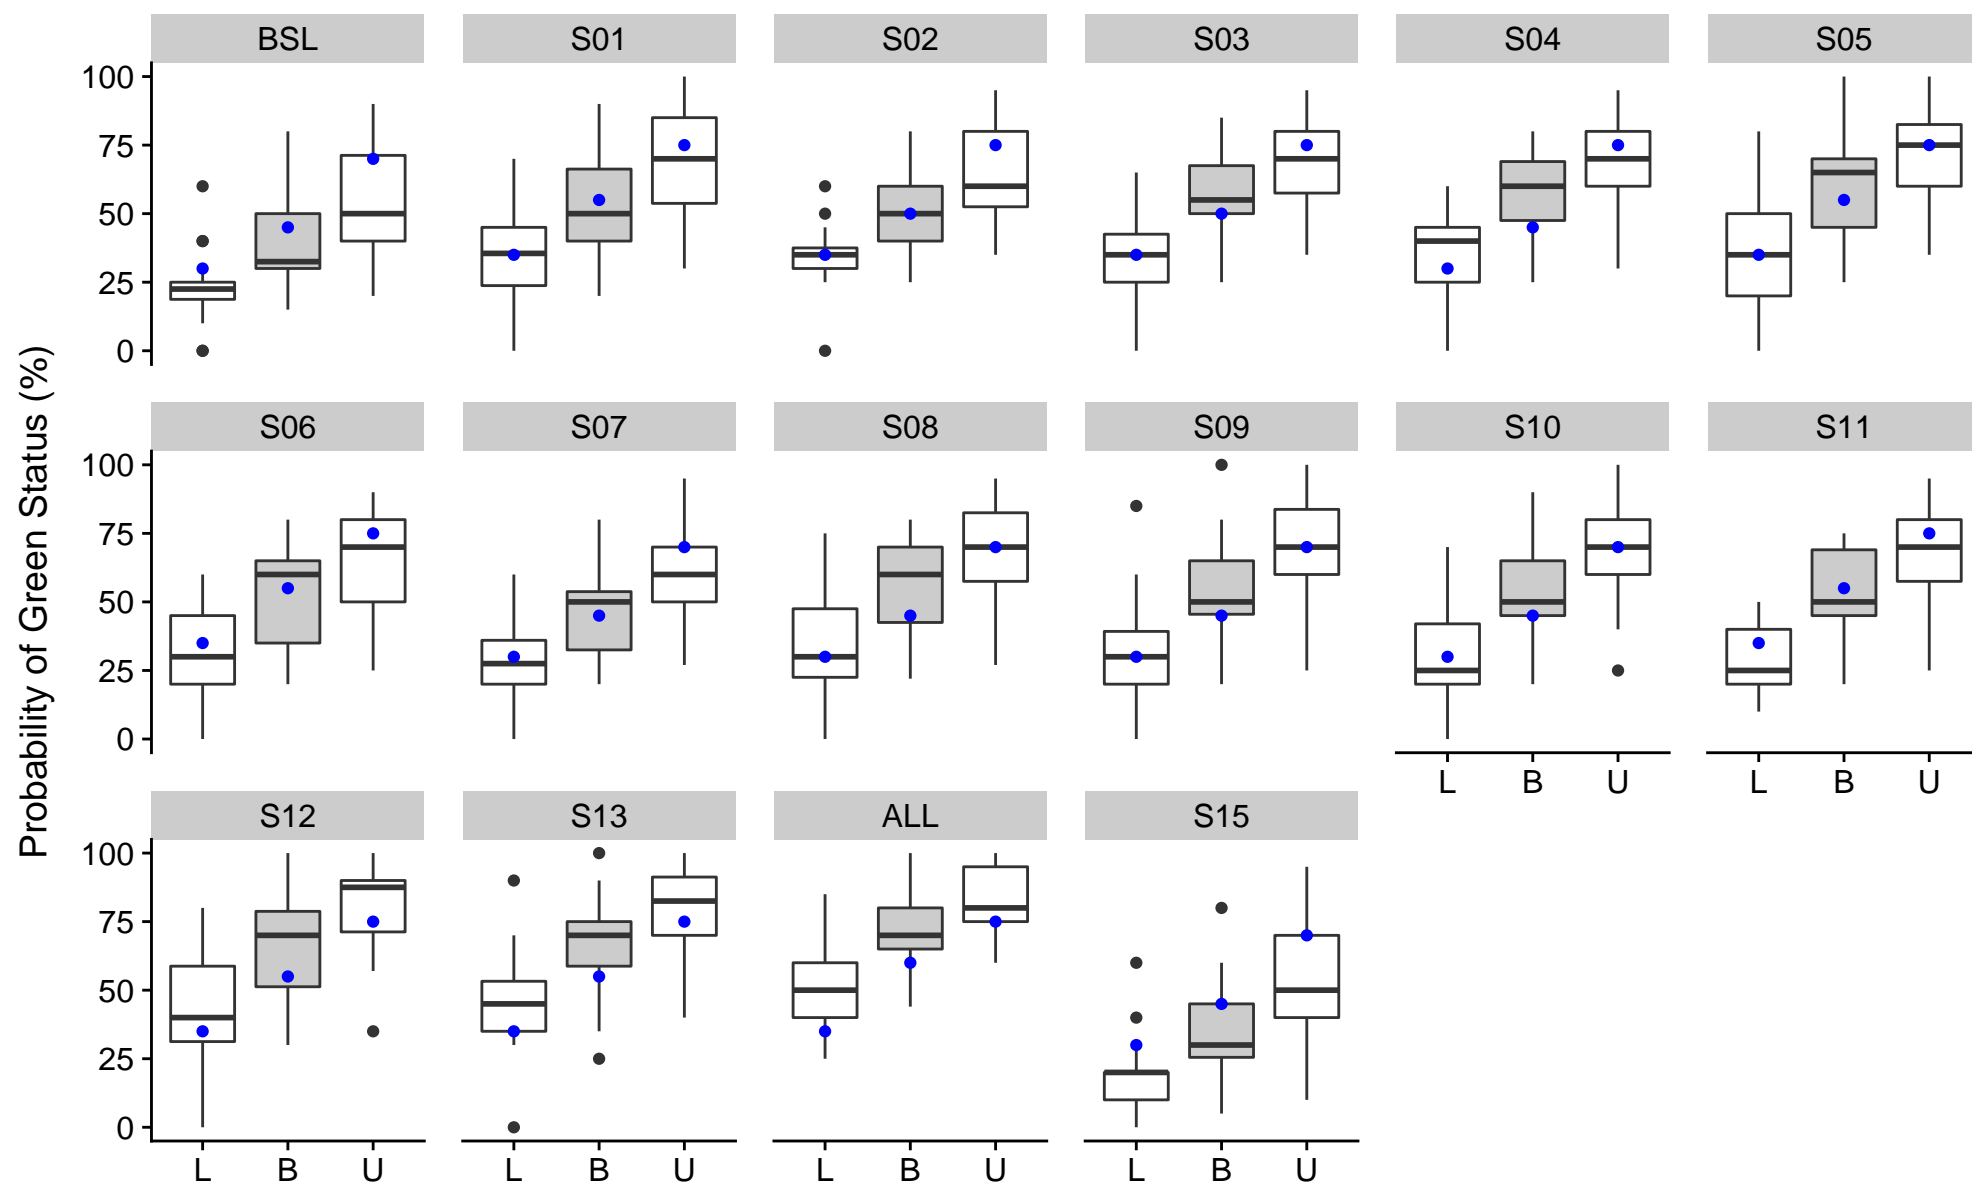 BSL S01 S02 S03 S04 S05
100
75
50
25
0
Probability of Green Status (%)
S06 S07 S08 S09 S10 S11
100
75
50
25
0
L B U L B U
S12 S13 ALL S15
100
75
50
25
0
L B U L B U L B U L B U